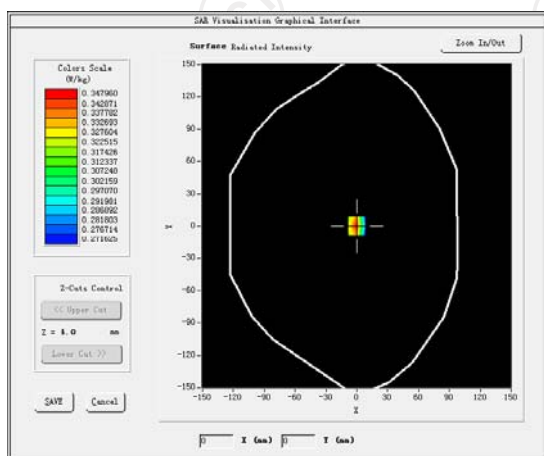 SAR Visualisation Graphical Interface
Surface Radiated Intensity
Zoom In/Out
Colors Scale
(W/kg)
0.347960
0.342871
0.337782
0.332693
0.327604
0.322515
0.317426
0.312337
0.307248
0.302159
0.297070
0.291981
0.286892
0.281803
0.276714
0.271625
150
120
90
60
30
0
-30
-60
-90
-120
-150
Y
-150 -120 -90 -60 -30 0 30 60 90 120 150
X
Z-Cuts Control
<< Upper Cut
Z = 4.0 mm
Lower Cut >>
SAVE
Cancel
0 X (mm) 0 Y (mm)